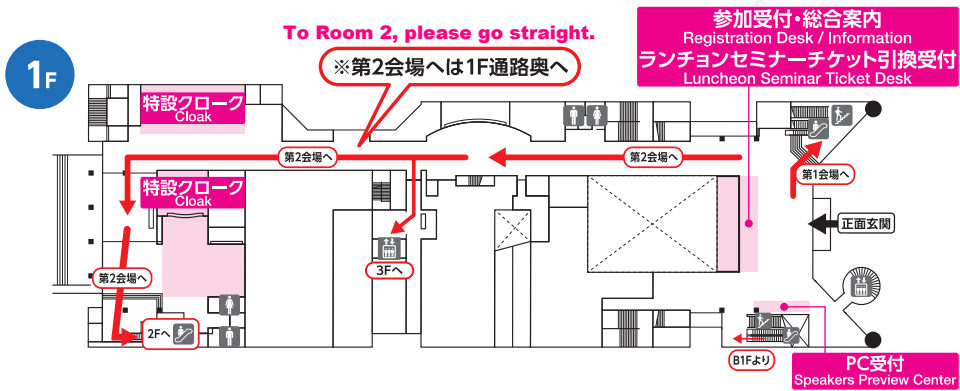 1F
To Room 2, please go straight.
※第2会場へは1F通路奥へ
参加受付・総合案内
Registration Desk / Information
ランチョンセミナーチケット引換受付
Luncheon Seminar Ticket Desk
特設クローク
Cloak
第2会場へ
第2会場へ
第1会場へ
特設クローク
Cloak
正面玄関
3Fへ
第2会場へ
2Fへ
B1Fより
PC受付
Speakers Preview Center